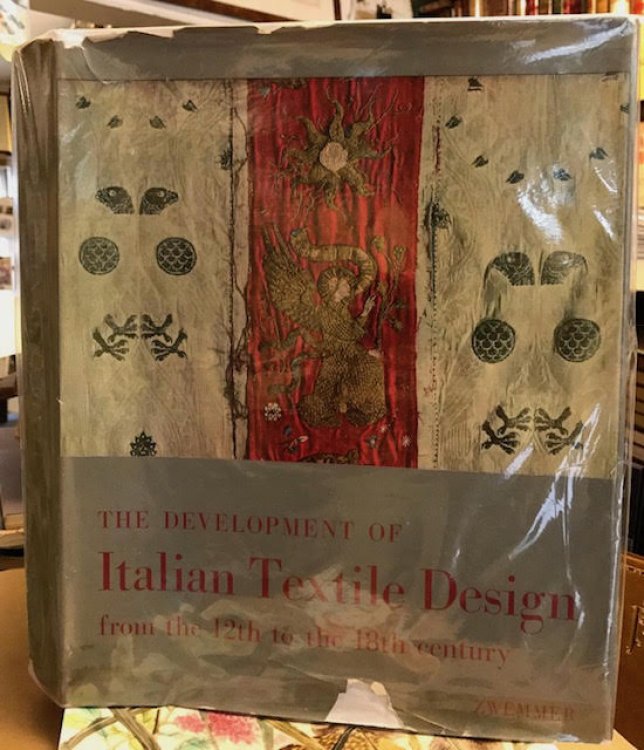 THE DEVELOPMENT OF
Italian Textile Design
from the 12th to the 18th century
ZWEMMER